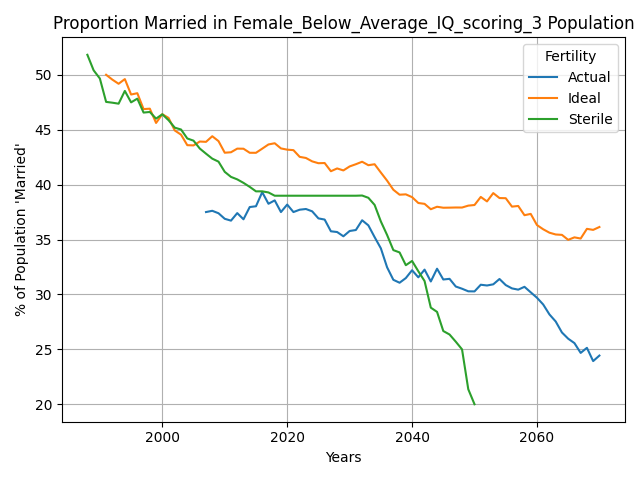 Proportion Married in Female_Below_Average_IQ_scoring_3 Population
Fertility
Actual
Ideal
Sterile
% of Population 'Married'
50
45
40
35
30
25
20
2000
2020
2040
2060
Years